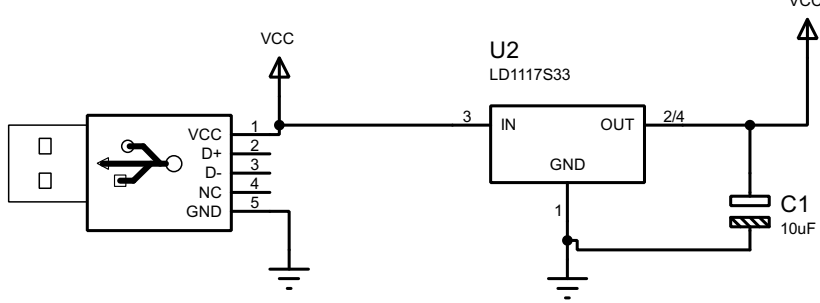 VCC
VCC
U2
LD1117S33
VCC 1
D+ 2
D- 3
NC 4
GND 5
3 IN
OUT 2/4
GND
1
C1
10uF